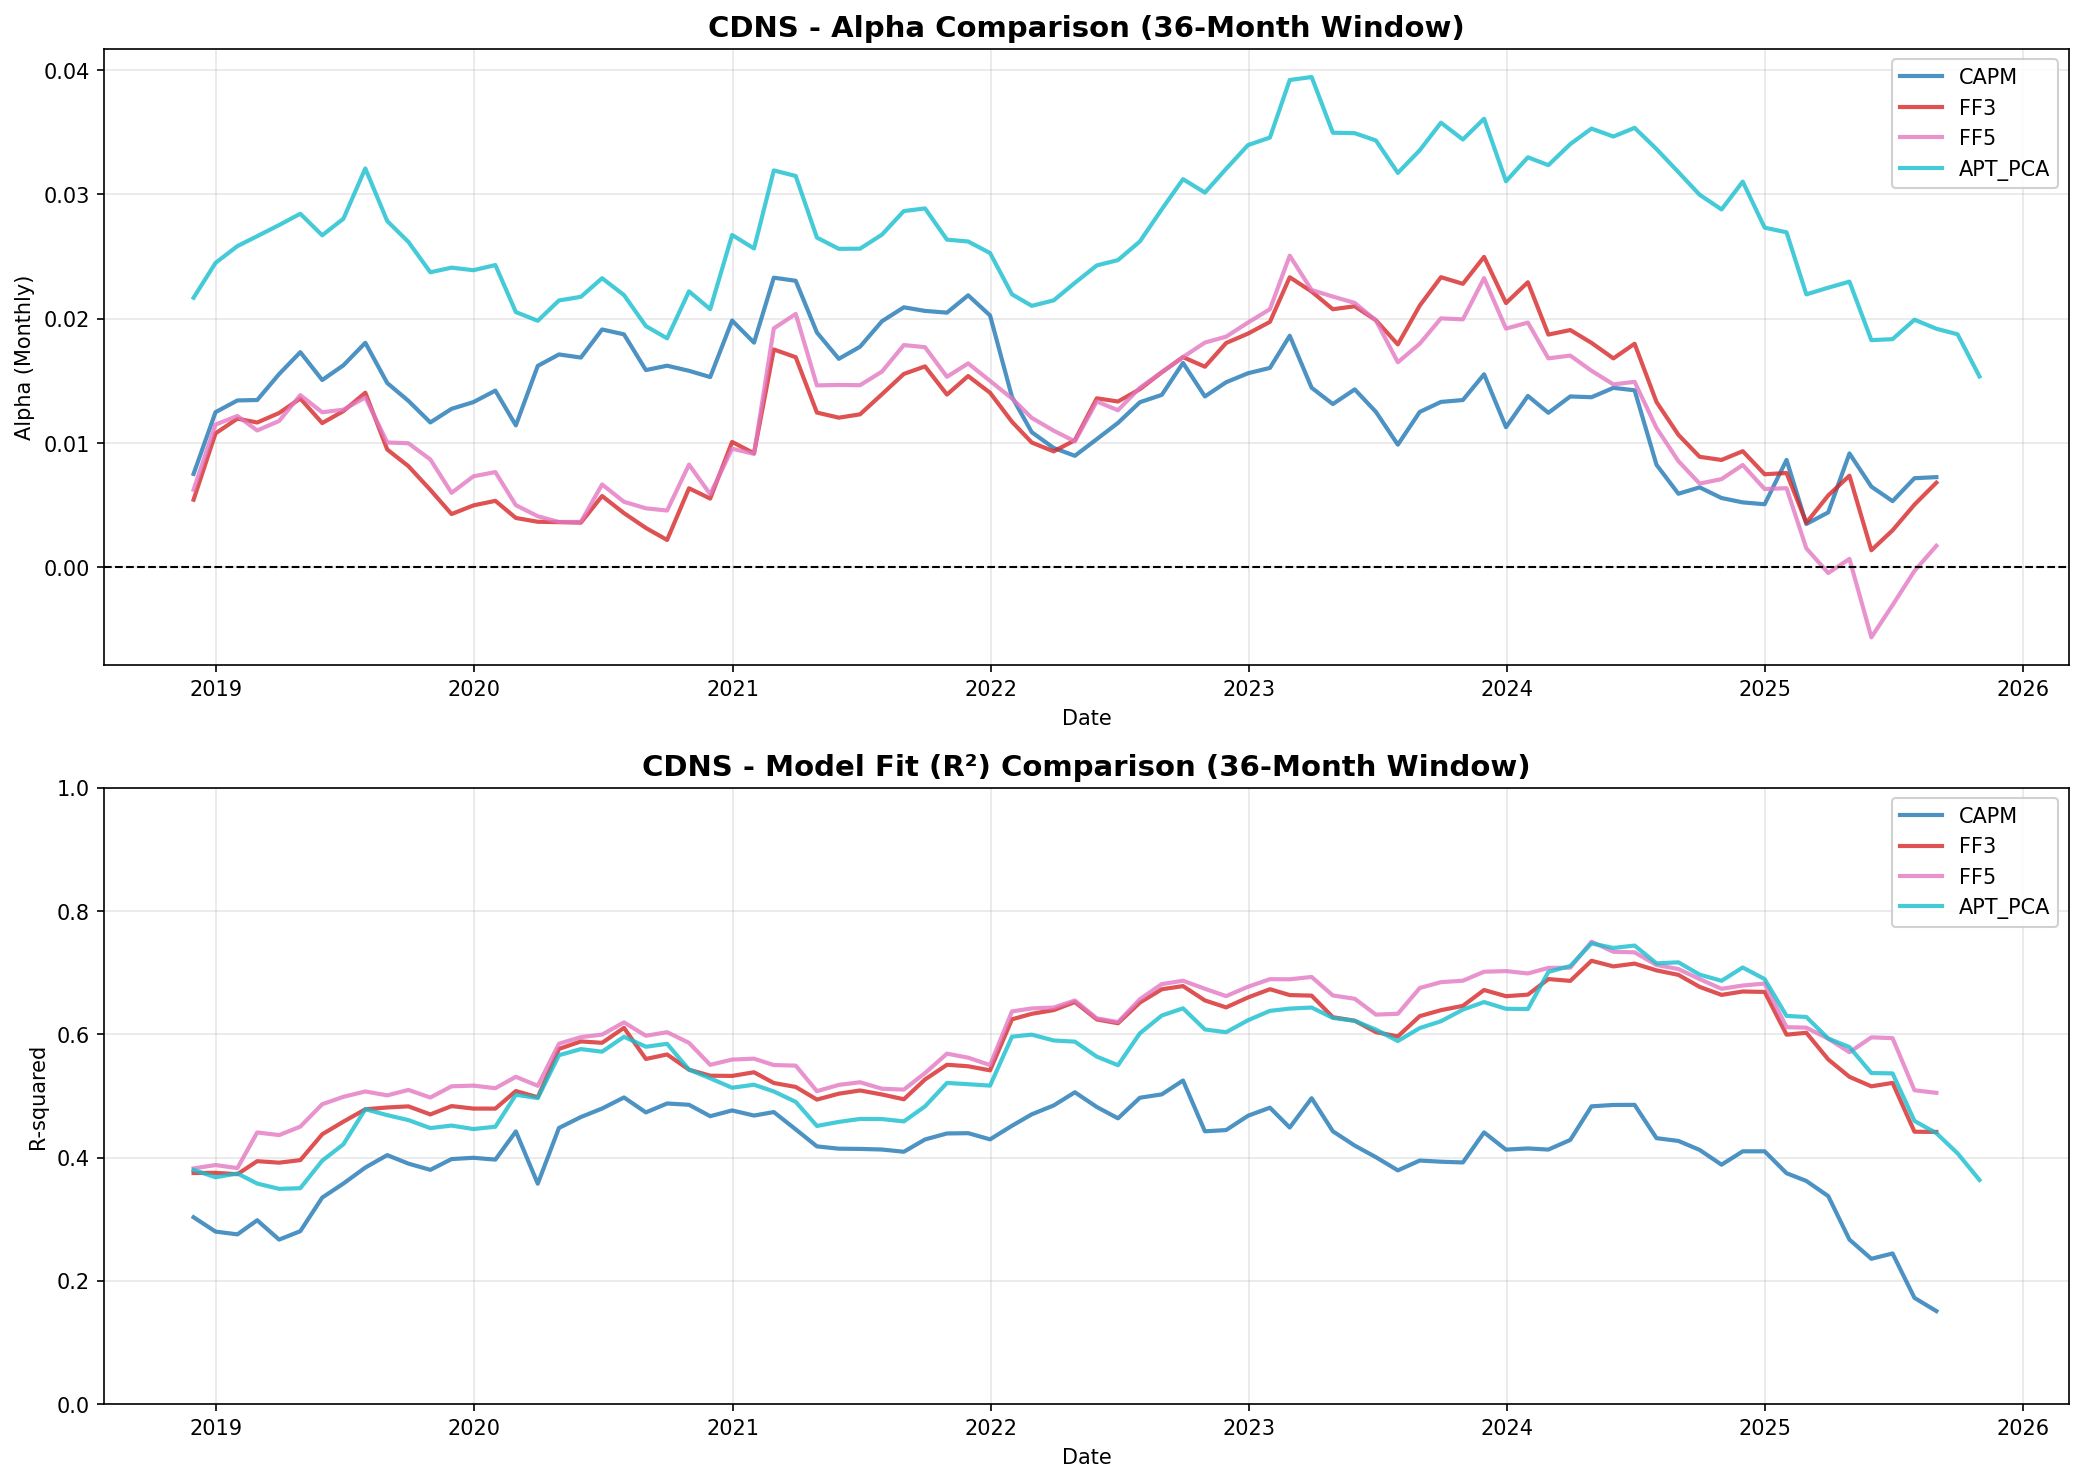 CDNS - Alpha Comparison (36-Month Window)
CAPM
FF3
FF5
APT_PCA
Alpha (Monthly)
0.04
0.03
0.02
0.01
0.00
2019 2020 2021 2022 2023 2024 2025 2026
Date
CDNS - Model Fit (R²) Comparison (36-Month Window)
CAPM
FF3
FF5
APT_PCA
R-squared
1.0
0.8
0.6
0.4
0.2
0.0
2019 2020 2021 2022 2023 2024 2025 2026
Date